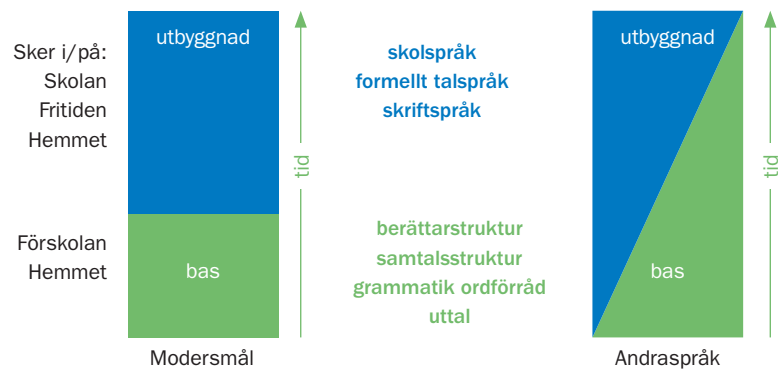 Sker i/på:
Skolan
Fritiden
Hemmet
Förskolan
Hemmet
utbyggnad
bas
Modersmål
tid
skolspråk
formellt talspråk
skriftspråk
berättarstruktur
samtalsstruktur
grammatik ordförråd
uttal
utbyggnad
bas
Andraspråk
tid